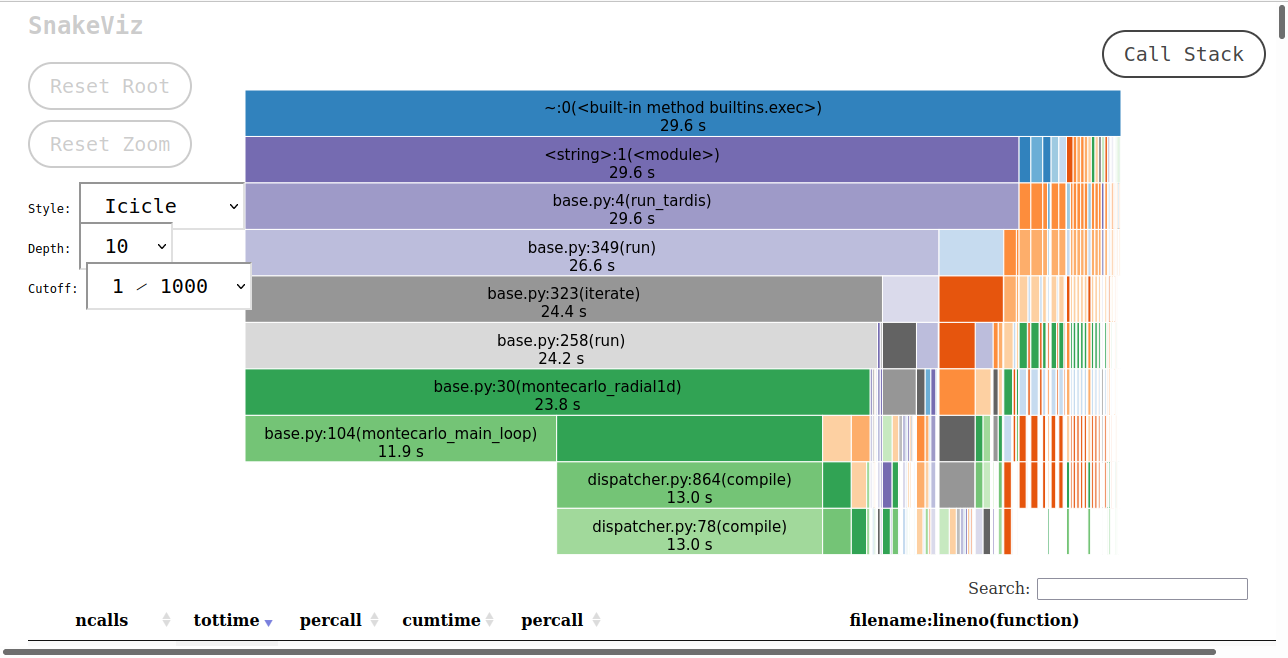 SnakeViz
Reset Root
Reset Zoom
Call Stack
Style: Icicle
Depth: 10
Cutoff: 1 / 1000
~:0(<built-in method builtins.exec>)
29.6 s
<string>:1(<module>)
29.6 s
base.py:4(run_tardis)
29.6 s
base.py:349(run)
26.6 s
base.py:323(iterate)
24.4 s
base.py:258(run)
24.2 s
base.py:30(montecarlo_radial1d)
23.8 s
base.py:104(montecarlo_main_loop)
11.9 s
dispatcher.py:864(compile)
13.0 s
dispatcher.py:78(compile)
13.0 s
Search:
ncalls tottime percall cumtime percall filename:lineno(function)